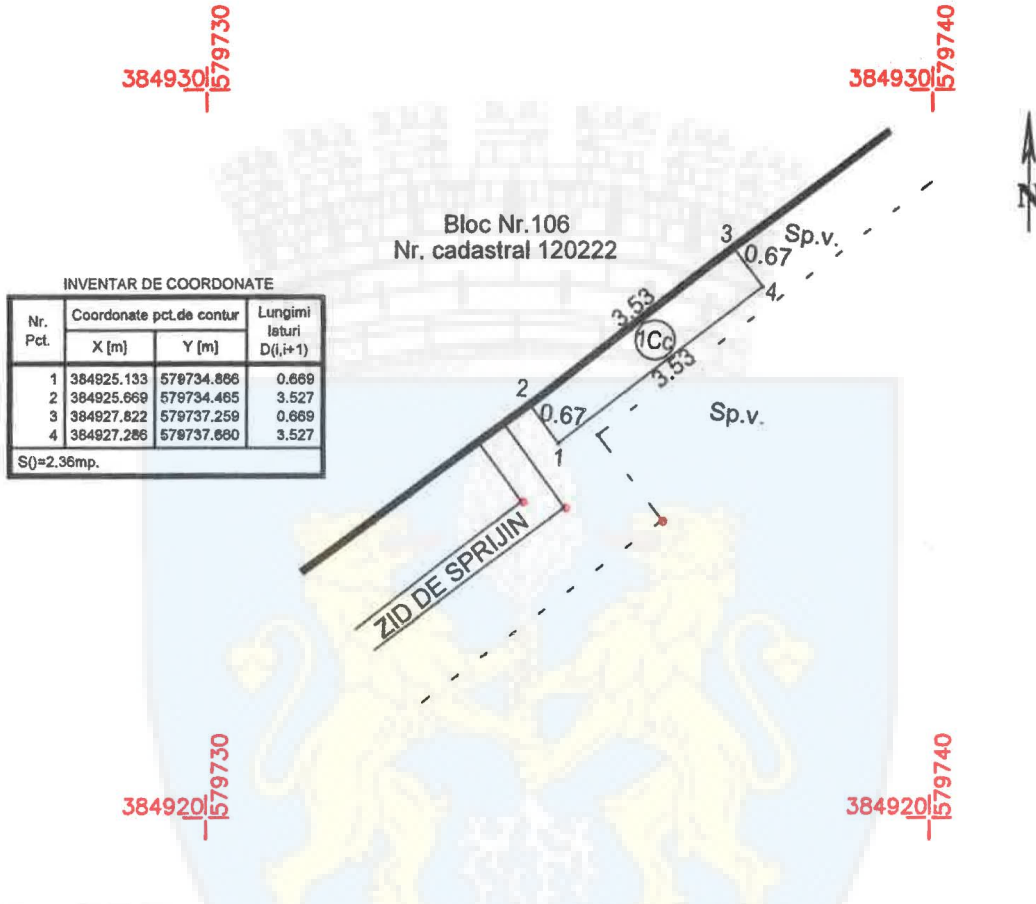 579730
384930
579740
384930
N
Bloc Nr.106
Nr. cadastral 120222
3
Sp.v.
0.67
4
3.53
1Cc
3.53
2
0.67
1
Sp.v.
INVENTAR DE COORDONATE
Nr. Pct. Coordonate pct.de contur Lungimi laturi D(i,i+1)
X [m] Y [m]
1 384925.133 579734.866 0.669
2 384925.669 579734.465 3.527
3 384927.822 579737.259 0.669
4 384927.286 579737.660 3.527
S()=2.36mp.
ZID DE SPRIJIN
579730
384920
579740
384920